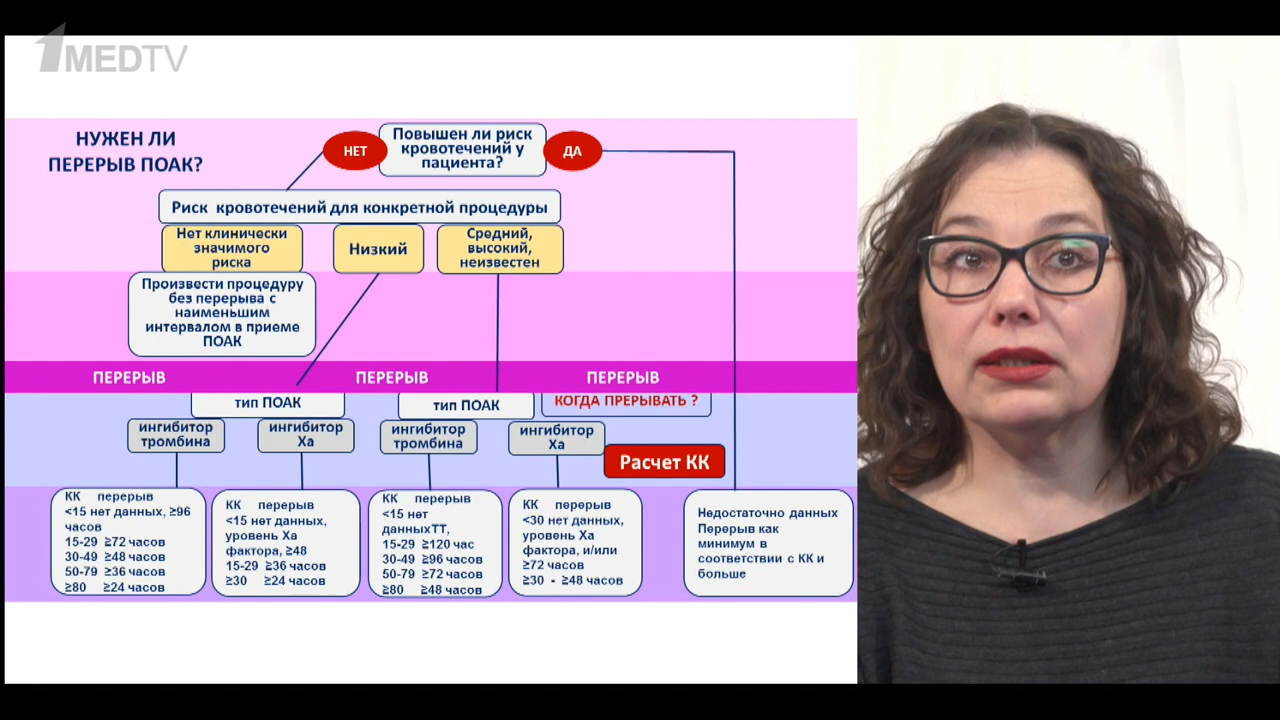 1MEDTV
НУЖЕН ЛИ
ПЕРЕРЫВ ПОАК?
НЕТ
Повышен ли риск
кровотечений у
пациента?
ДА
Риск кровотечений для конкретной процедуры
Нет клинически
значимого
риска
Низкий
Средний,
высокий,
неизвестен
Произвести процедуру
без перерыва с
наименьшим
интервалом в приеме
ПОАК
ПЕРЕРЫВ
ПЕРЕРЫВ
ПЕРЕРЫВ
тип ПОАК
тип ПОАК
КОГДА ПРЕРЫВАТЬ ?
ингибитор
тромбина
ингибитор
Ха
ингибитор
тромбина
ингибитор
Ха
Расчет КК
КК перерыв
<15 нет данных, ≥96
часов
15-29 ≥72 часов
30-49 ≥48 часов
50-79 ≥36 часов
≥80 ≥24 часов
КК перерыв
<15 нет данных,
уровень Ха
фактора, ≥48
15-29 ≥36 часов
≥30 ≥24 часов
КК перерыв
<15 нет
данныхТТ,
15-29 ≥120 час
30-49 ≥96 часов
50-79 ≥72 часов
≥80 ≥48 часов
КК перерыв
<30 нет данных,
уровень Ха
фактора, и/или
≥72 часов
≥30 - ≥48 часов
Недостаточно данных
Перерыв как
минимум в
соответствии с КК и
больше